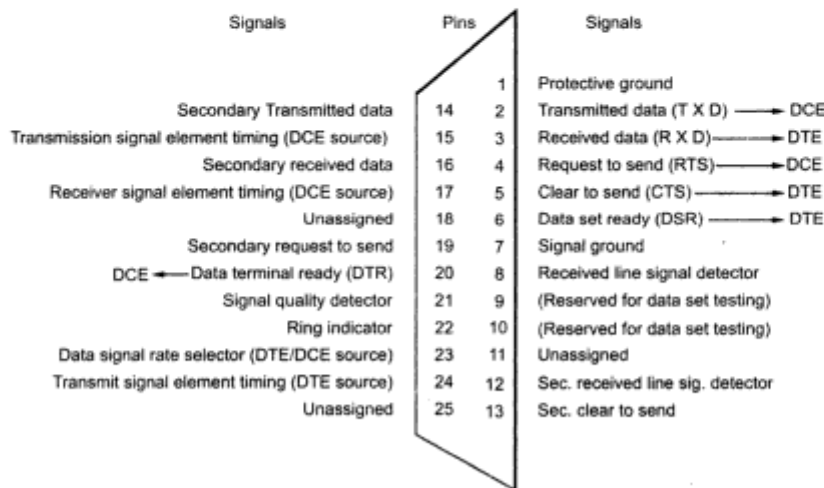 Signals Pins Signals
1 Protective ground
Secondary Transmitted data 14 2 Transmitted data (T X D) → DCE
Transmission signal element timing (DCE source) 15 3 Received data (R X D) → DTE
Secondary received data 16 4 Request to send (RTS) → DCE
Receiver signal element timing (DCE source) 17 5 Clear to send (CTS) → DTE
Unassigned 18 6 Data set ready (DSR) → DTE
Secondary request to send 19 7 Signal ground
DCE ← Data terminal ready (DTR) 20 8 Received line signal detector
Signal quality detector 21 9 (Reserved for data set testing)
Ring indicator 22 10 (Reserved for data set testing)
Data signal rate selector (DTE/DCE source) 23 11 Unassigned
Transmit signal element timing (DTE source) 24 12 Sec. received line sig. detector
Unassigned 25 13 Sec. clear to send